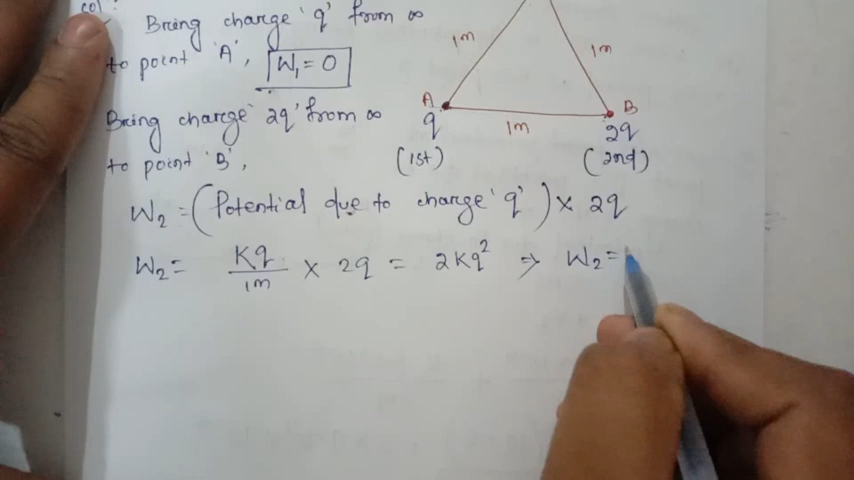 Sol:
Bring charge 'q' from ∞
to point 'A', W₁ = 0
Bring charge '2q' from ∞
to point 'B',
W₂ = (Potential due to charge 'q') × 2q
W₂ = Kq/1m × 2q = 2Kq² ⇒ W₂ =
1m
1m
A
B
1m
q
2q
(1st)
(2nd)